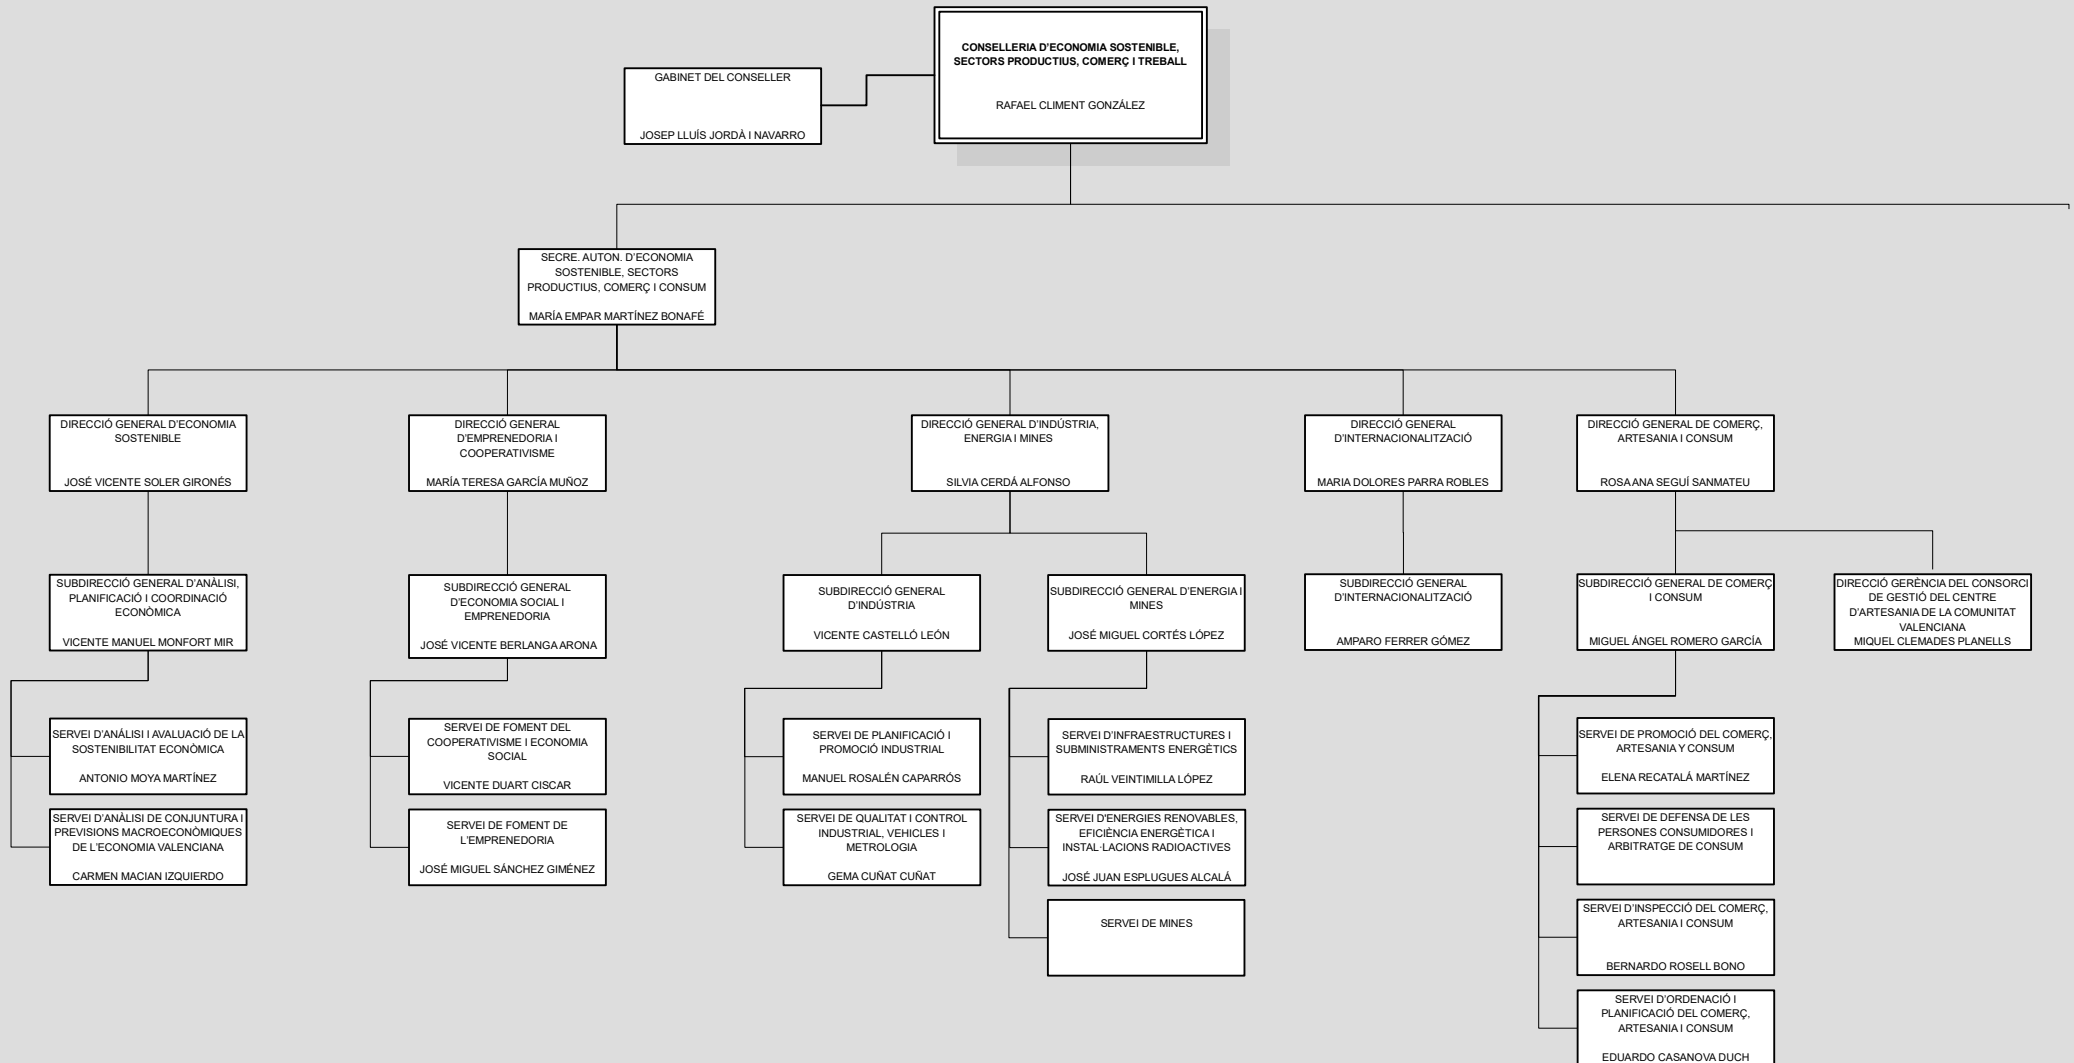 CONSELLERIA D'ECONOMIA SOSTENIBLE,
SECTORS PRODUCTIUS, COMERÇ I TREBALL
RAFAEL CLIMENT GONZÁLEZ
GABINET DEL CONSELLER
JOSEP LLUÍS JORDÀ I NAVARRO
SECRE. AUTON. D'ECONOMIA
SOSTENIBLE, SECTORS
PRODUCTIUS, COMERÇ I CONSUM
MARÍA EMPAR MARTÍNEZ BONAFÉ
DIRECCIÓ GENERAL D'ECONOMIA
SOSTENIBLE
JOSÉ VICENTE SOLER GIRONÉS
DIRECCIÓ GENERAL
D'EMPRENEDORIA I
COOPERATIVISME
MARÍA TERESA GARCÍA MUÑOZ
DIRECCIÓ GENERAL D'INDÚSTRIA,
ENERGIA I MINES
SILVIA CERDÁ ALFONSO
DIRECCIÓ GENERAL
D'INTERNACIONALITZACIÓ
MARIA DOLORES PARRA ROBLES
DIRECCIÓ GENERAL DE COMERÇ,
ARTESANIA I CONSUM
ROSA ANA SEGUÍ SANMATEU
SUBDIRECCIÓ GENERAL D'ANÀLISI,
PLANIFICACIÓ I COORDINACIÓ
ECONÒMICA
VICENTE MANUEL MONFORT MIR
SUBDIRECCIÓ GENERAL
D'ECONOMIA SOCIAL I
EMPRENEDORIA
JOSÉ VICENTE BERLANGA ARONA
SUBDIRECCIÓ GENERAL
D'INDÚSTRIA
VICENTE CASTELLÓ LEÓN
SUBDIRECCIÓ GENERAL D'ENERGIA I
MINES
JOSÉ MIGUEL CORTÉS LÓPEZ
SUBDIRECCIÓ GENERAL
D'INTERNACIONALITZACIÓ
AMPARO FERRER GÓMEZ
SUBDIRECCIÓ GENERAL DE COMERÇ
I CONSUM
MIGUEL ÁNGEL ROMERO GARCÍA
DIRECCIÓ GERÈNCIA DEL CONSORCI
DE GESTIÓ DEL CENTRE
D'ARTESANIA DE LA COMUNITAT
VALENCIANA
MIQUEL CLEMADES PLANELLS
SERVEI D'ANÁLISI I AVALUACIÓ DE LA
SOSTENIBILITAT ECONÒMICA
ANTONIO MOYA MARTÍNEZ
SERVEI D'ANÀLISI DE CONJUNTURA I
PREVISIONS MACROECONÒMIQUES
DE L'ECONOMIA VALENCIANA
CARMEN MACIAN IZQUIERDO
SERVEI DE FOMENT DEL
COOPERATIVISME I ECONOMIA
SOCIAL
VICENTE DUART CISCAR
SERVEI DE FOMENT DE
L'EMPRENEDORIA
JOSÉ MIGUEL SÁNCHEZ GIMÉNEZ
SERVEI DE PLANIFICACIÓ I
PROMOCIÓ INDUSTRIAL
MANUEL ROSALÉN CAPARRÓS
SERVEI DE QUALITAT I CONTROL
INDUSTRIAL, VEHICLES I
METROLOGIA
GEMA CUÑAT CUÑAT
SERVEI D'INFRAESTRUCTURES I
SUBMINISTRAMENTS ENERGÈTICS
RAÚL VEINTIMILLA LÓPEZ
SERVEI D'ENERGIES RENOVABLES,
EFICIÈNCIA ENERGÈTICA I
INSTAL·LACIONS RADIOACTIVES
JOSÉ JUAN ESPLUGUES ALCALÁ
SERVEI DE MINES
SERVEI DE PROMOCIÓ DEL COMERÇ,
ARTESANIA Y CONSUM
ELENA RECATALÁ MARTÍNEZ
SERVEI DE DEFENSA DE LES
PERSONES CONSUMIDORES I
ARBITRATGE DE CONSUM
SERVEI D'INSPECCIÓ DEL COMERÇ,
ARTESANIA I CONSUM
BERNARDO ROSELL BONO
SERVEI D'ORDENACIÓ I
PLANIFICACIÓ DEL COMERÇ,
ARTESANIA I CONSUM
EDUARDO CASANOVA DUCH